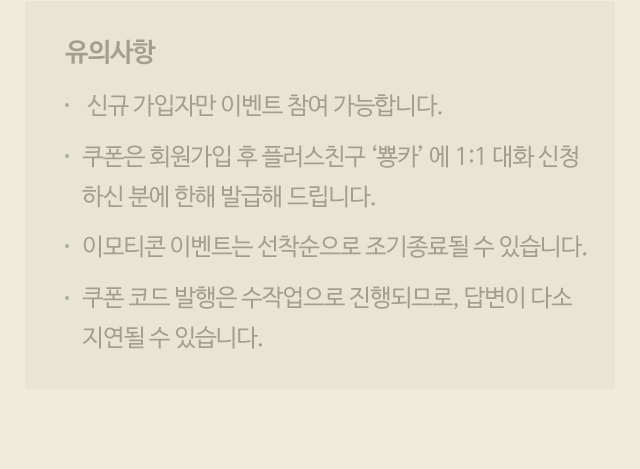 유의사항
· 신규 가입자만 이벤트 참여 가능합니다.
· 쿠폰은 회원가입 후 플러스친구 ‘뿅카’ 에 1:1 대화 신청
하신 분에 한해 발급해 드립니다.
· 이모티콘 이벤트는 선착순으로 조기종료될 수 있습니다.
· 쿠폰 코드 발행은 수작업으로 진행되므로, 답변이 다소
지연될 수 있습니다.